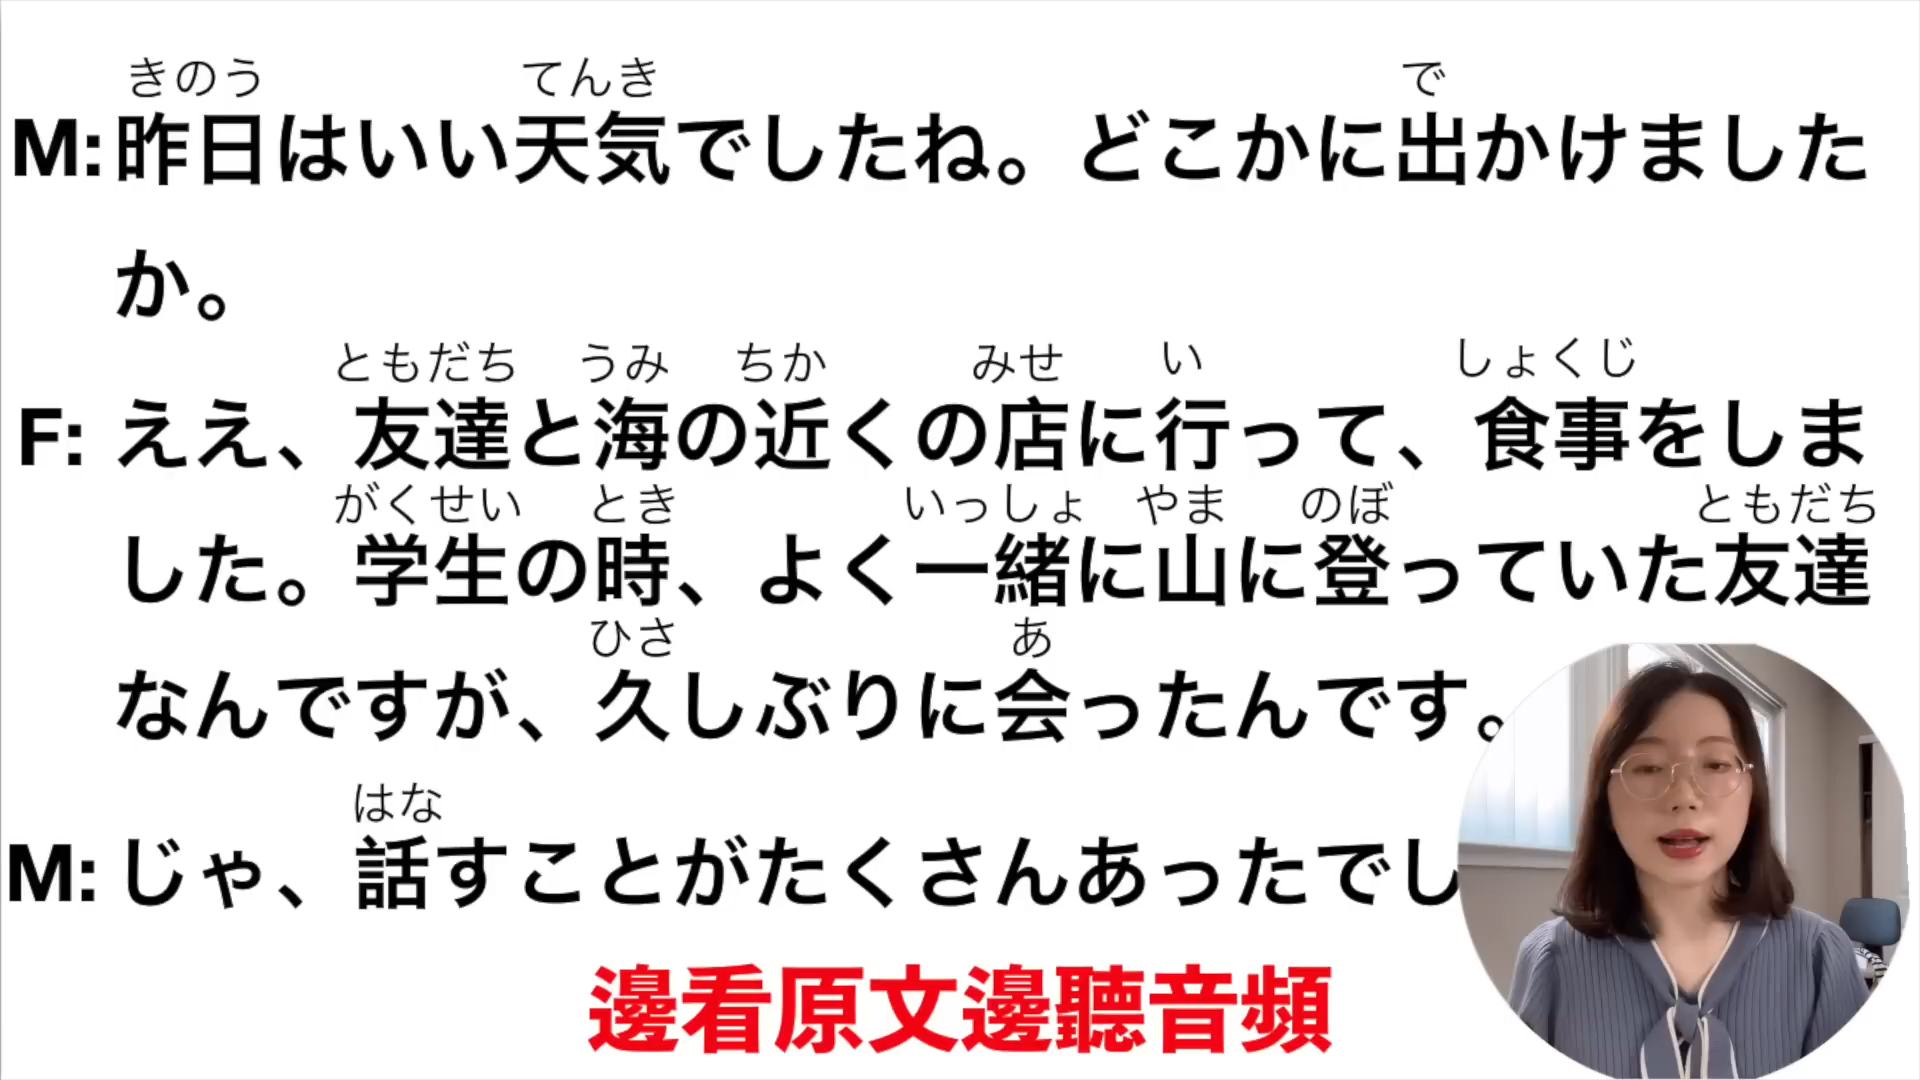 きのう てんき で
M:昨日はいい天気でしたね。どこかに出かけました
か。
ともだち うみ ちか みせ い しょくじ
F: ええ、友達と海の近くの店に行って、食事をしま
がくせい とき いっしょ やま のぼ ともだち
した。学生の時、よく一緒に山に登っていた友達
ひさ あ
なんですが、久しぶりに会ったんです。
はな
M: じゃ、話すことがたくさんあったでし
邊看原文邊聽音頻